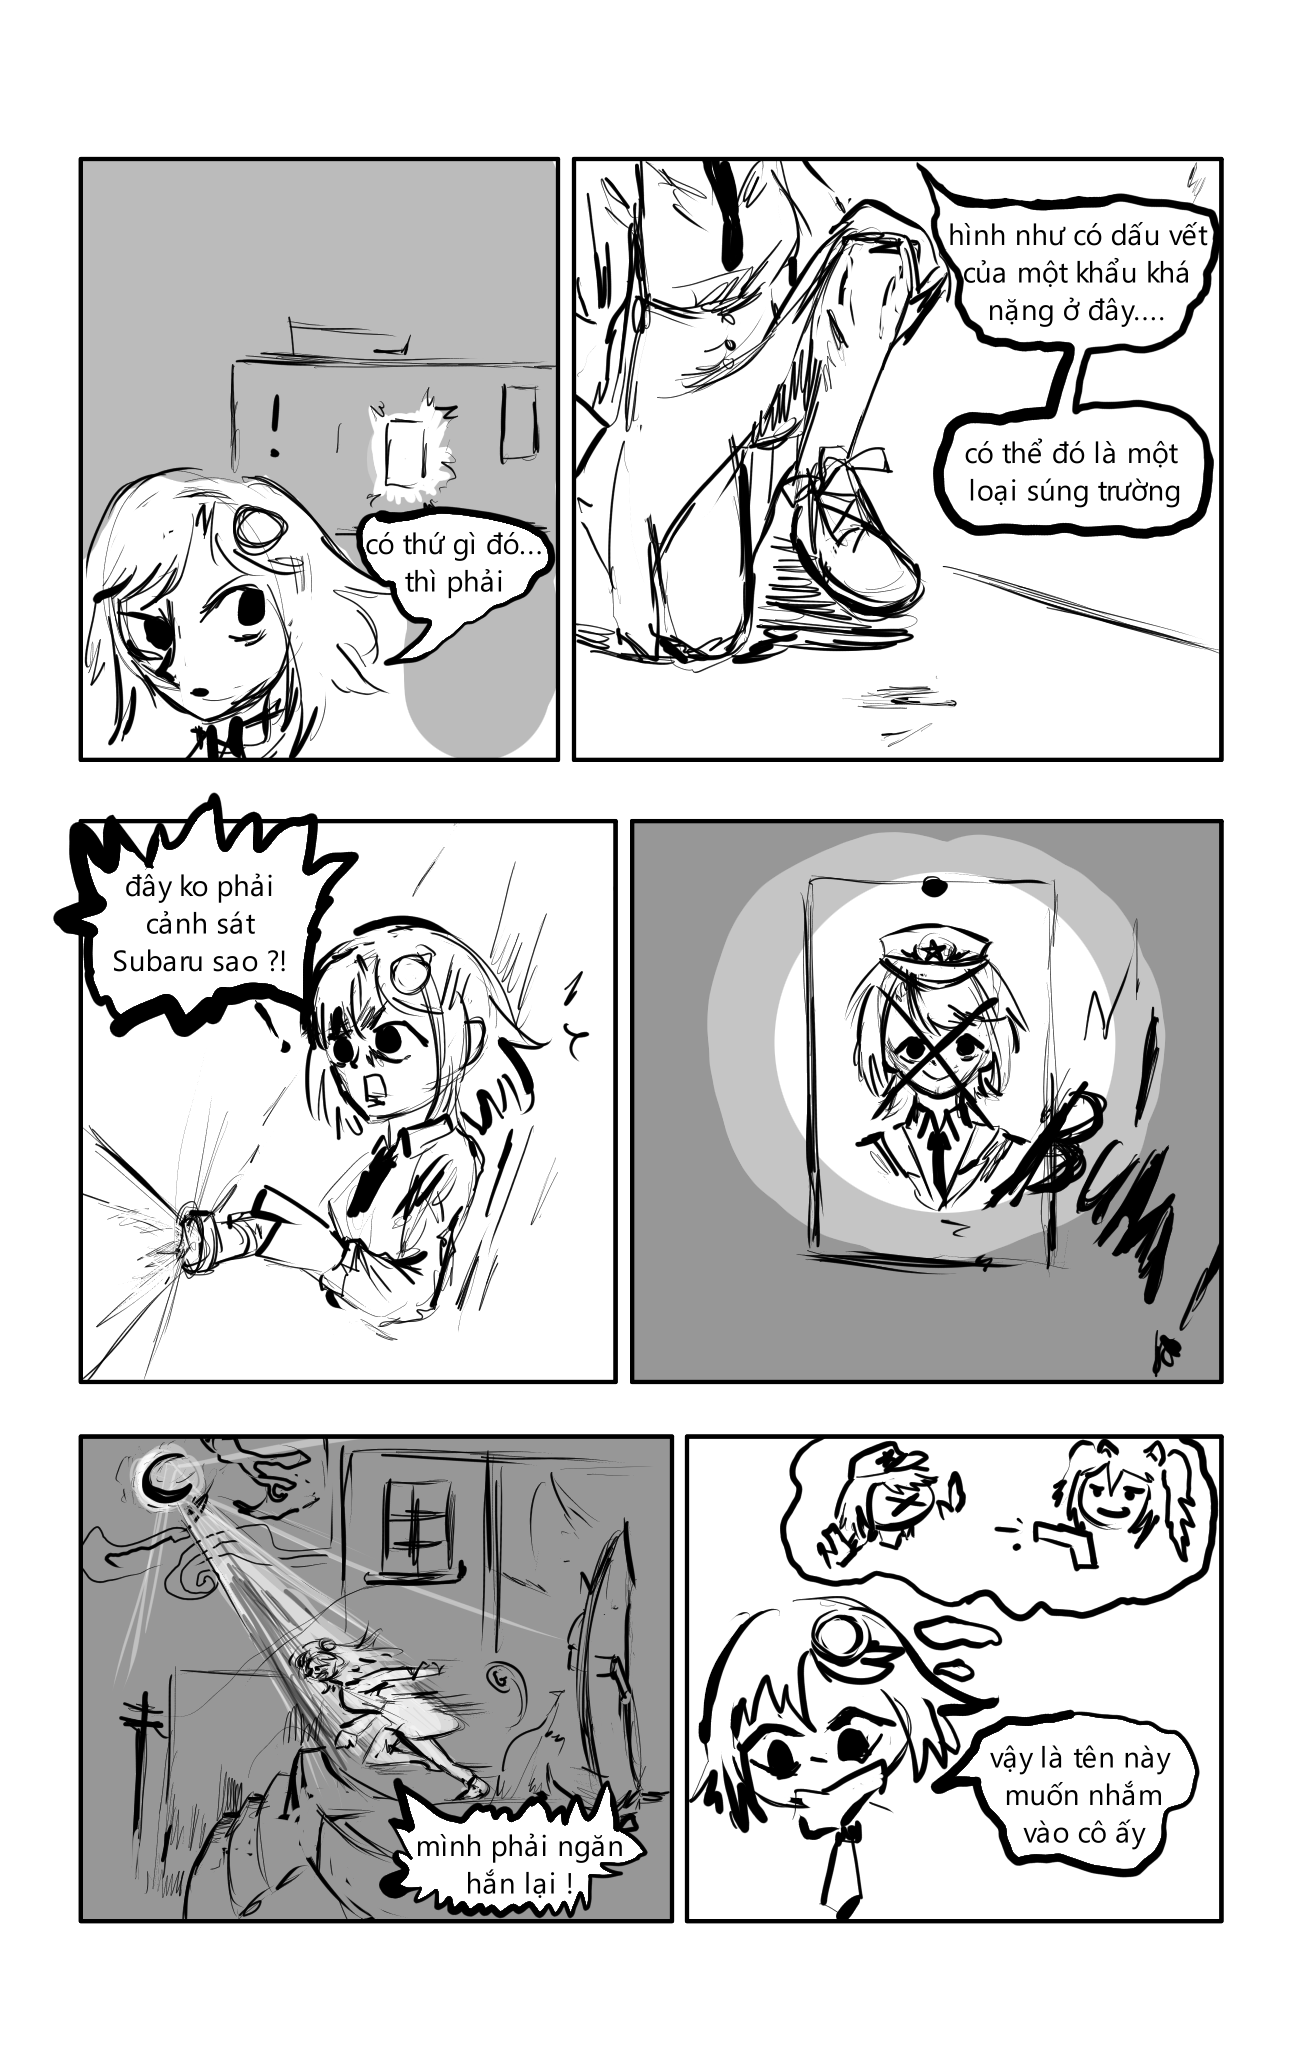 hình như có dấu vết
của một khẩu khá
nặng ở đây....
có thể đó là một
loại súng trường
có thứ gì đó...
thì phải
BUM
đây ko phải
cảnh sát
Subaru sao ?!
vậy là tên này
muốn nhắm
vào cô ấy
mình phải ngăn
hắn lại !